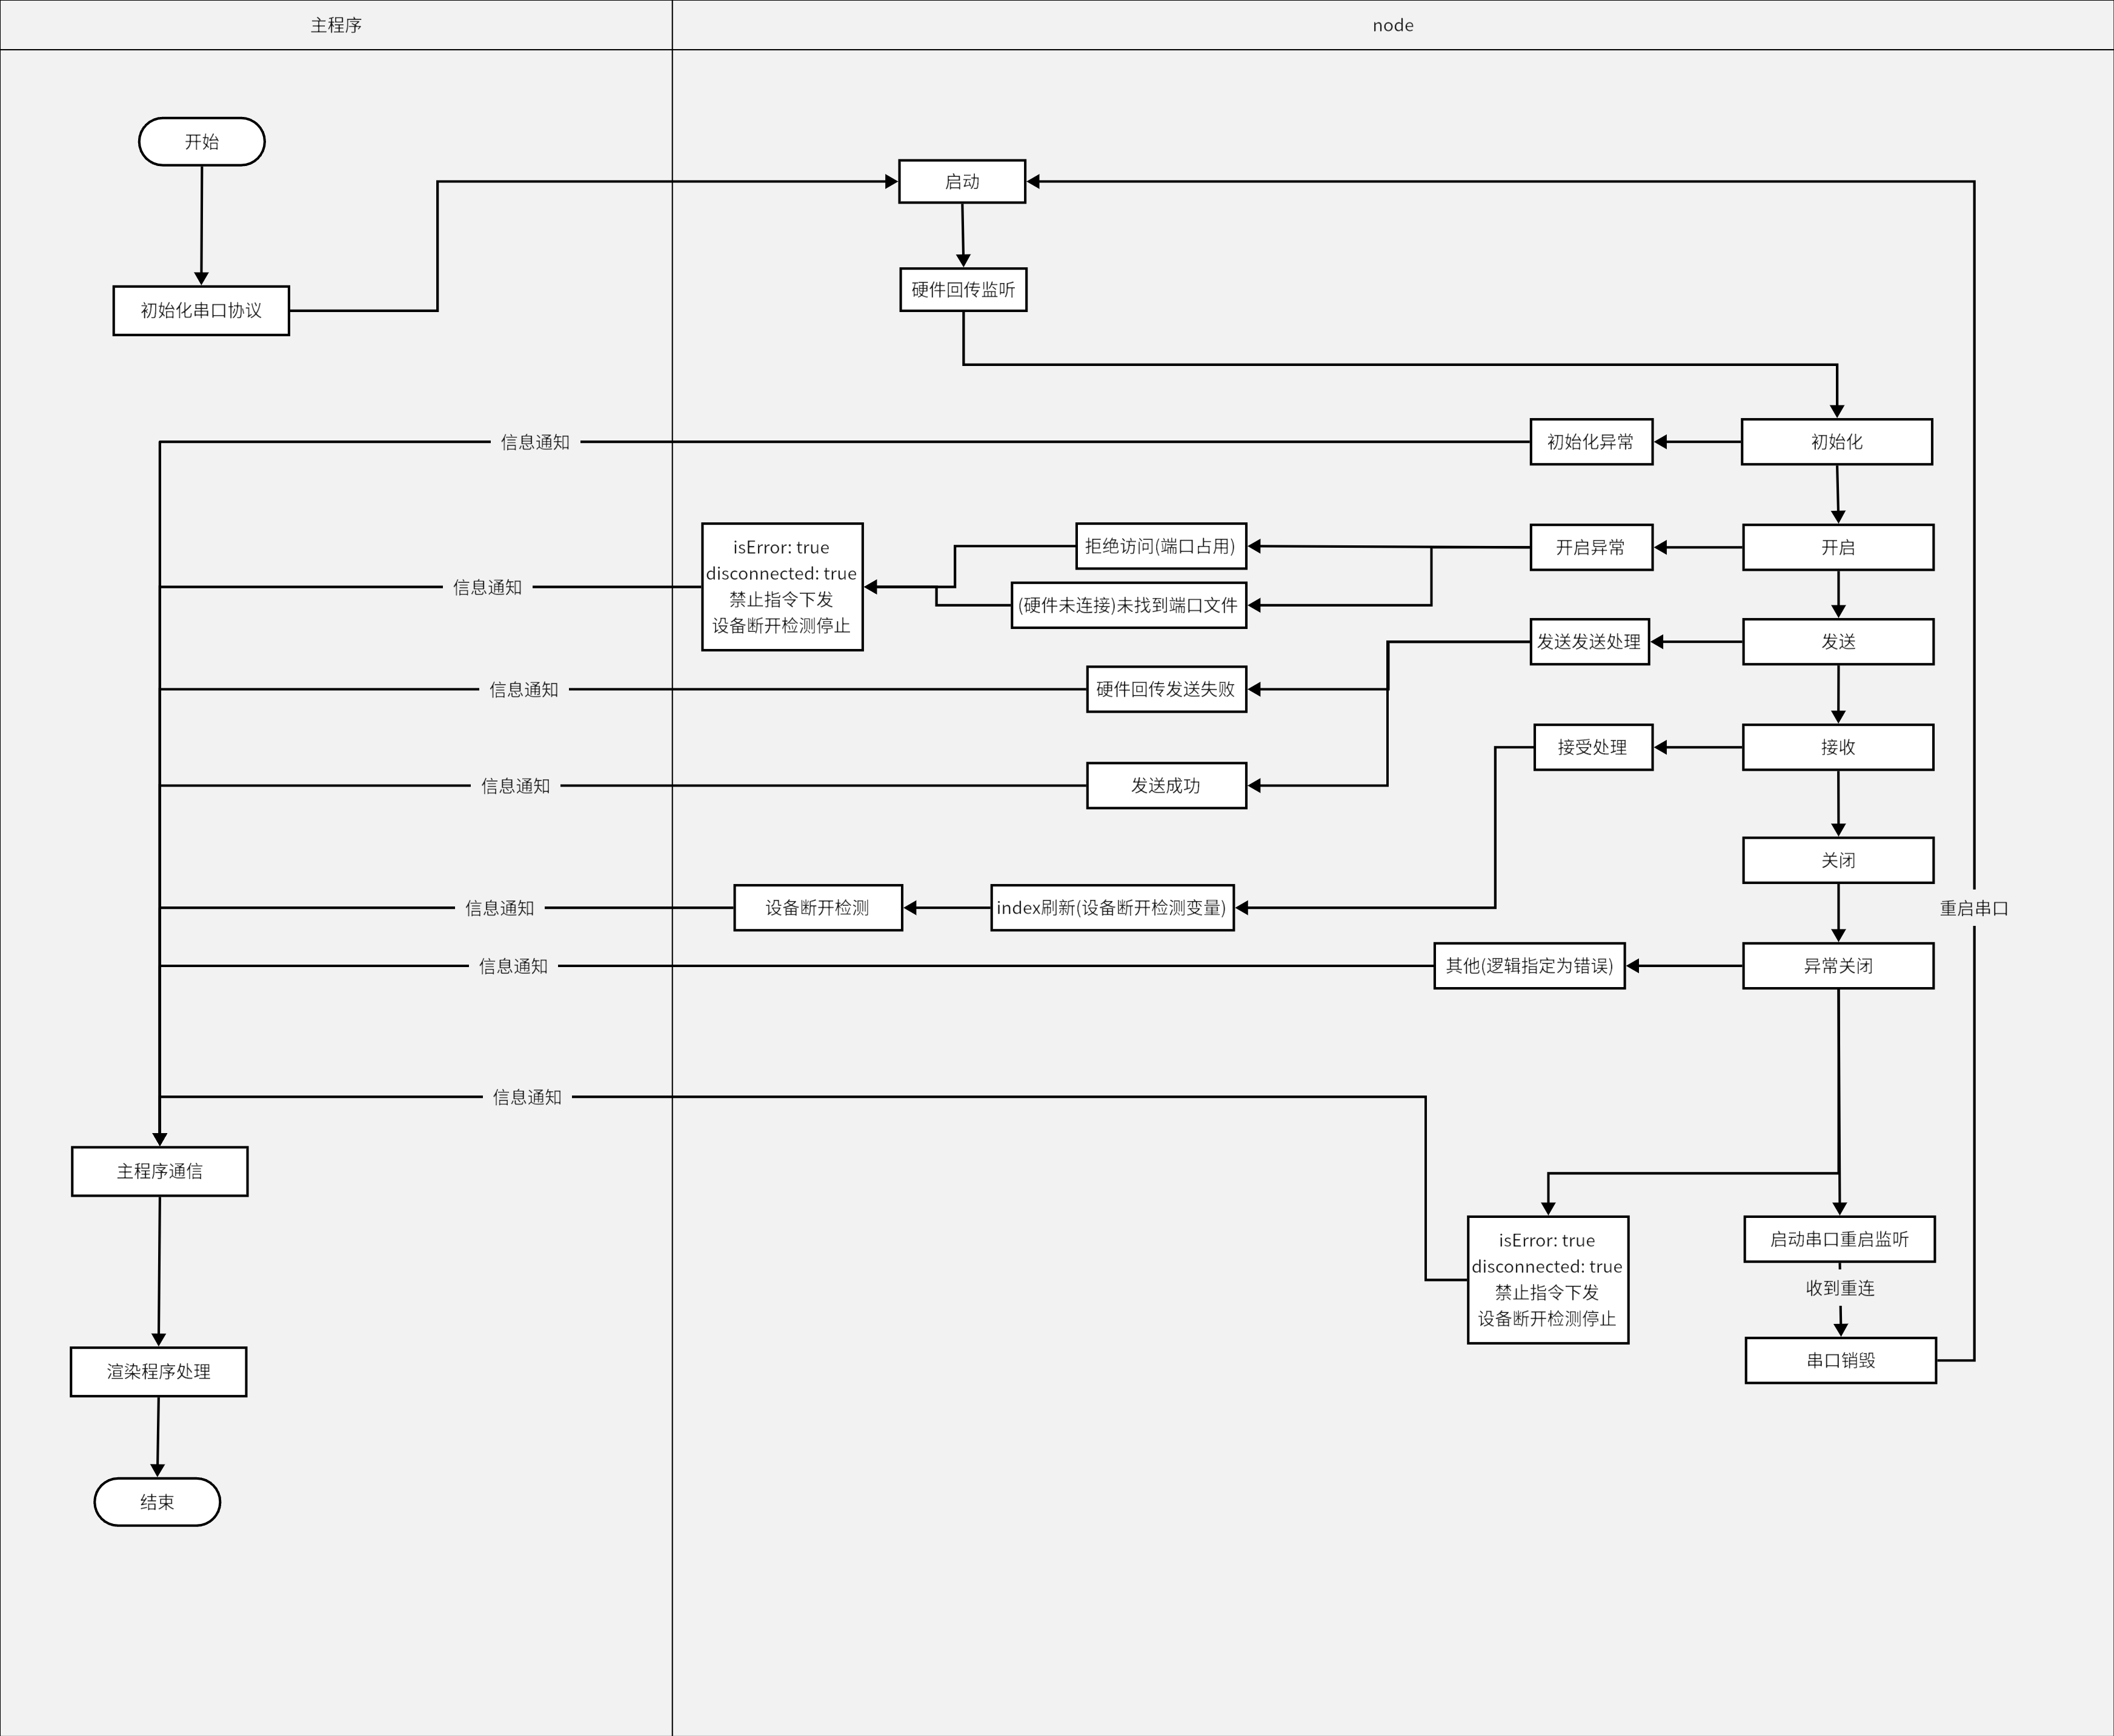 主程序
node
开始
启动
硬件回传监听
初始化串口协议
信息通知
初始化异常
初始化
isError: true
disconnected: true
禁止指令下发
设备断开检测停止
拒绝访问(端口占用)
开启异常
开启
信息通知
(硬件未连接)未找到端口文件
发送发送处理
发送
信息通知
硬件回传发送失败
接受处理
接收
信息通知
发送成功
关闭
信息通知
设备断开检测
index刷新(设备断开检测变量)
重启串口
信息通知
其他(逻辑指定为错误)
异常关闭
信息通知
主程序通信
isError: true
disconnected: true
禁止指令下发
设备断开检测停止
启动串口重启监听
收到重连
串口销毁
渲染程序处理
结束